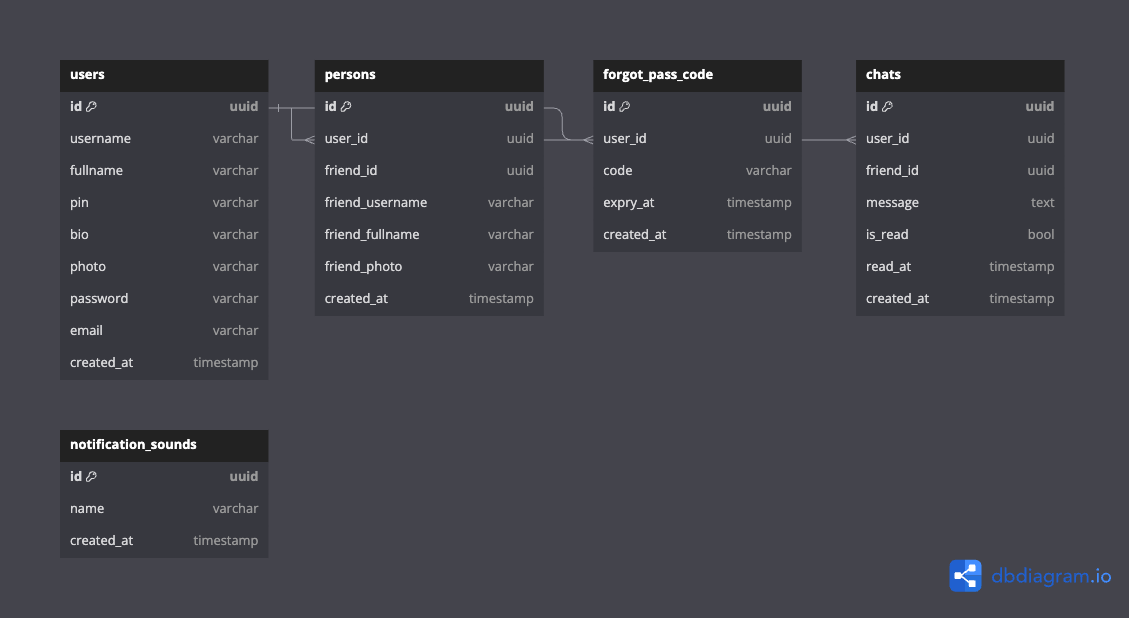 users
id uuid
username varchar
fullname varchar
pin varchar
bio varchar
photo varchar
password varchar
email varchar
created_at timestamp
persons
id uuid
user_id uuid
friend_id uuid
friend_username varchar
friend_fullname varchar
friend_photo varchar
created_at timestamp
forgot_pass_code
id uuid
user_id uuid
code varchar
expry_at timestamp
created_at timestamp
chats
id uuid
user_id uuid
friend_id uuid
message text
is_read bool
read_at timestamp
created_at timestamp
notification_sounds
id uuid
name varchar
created_at timestamp
dbdiagram.io